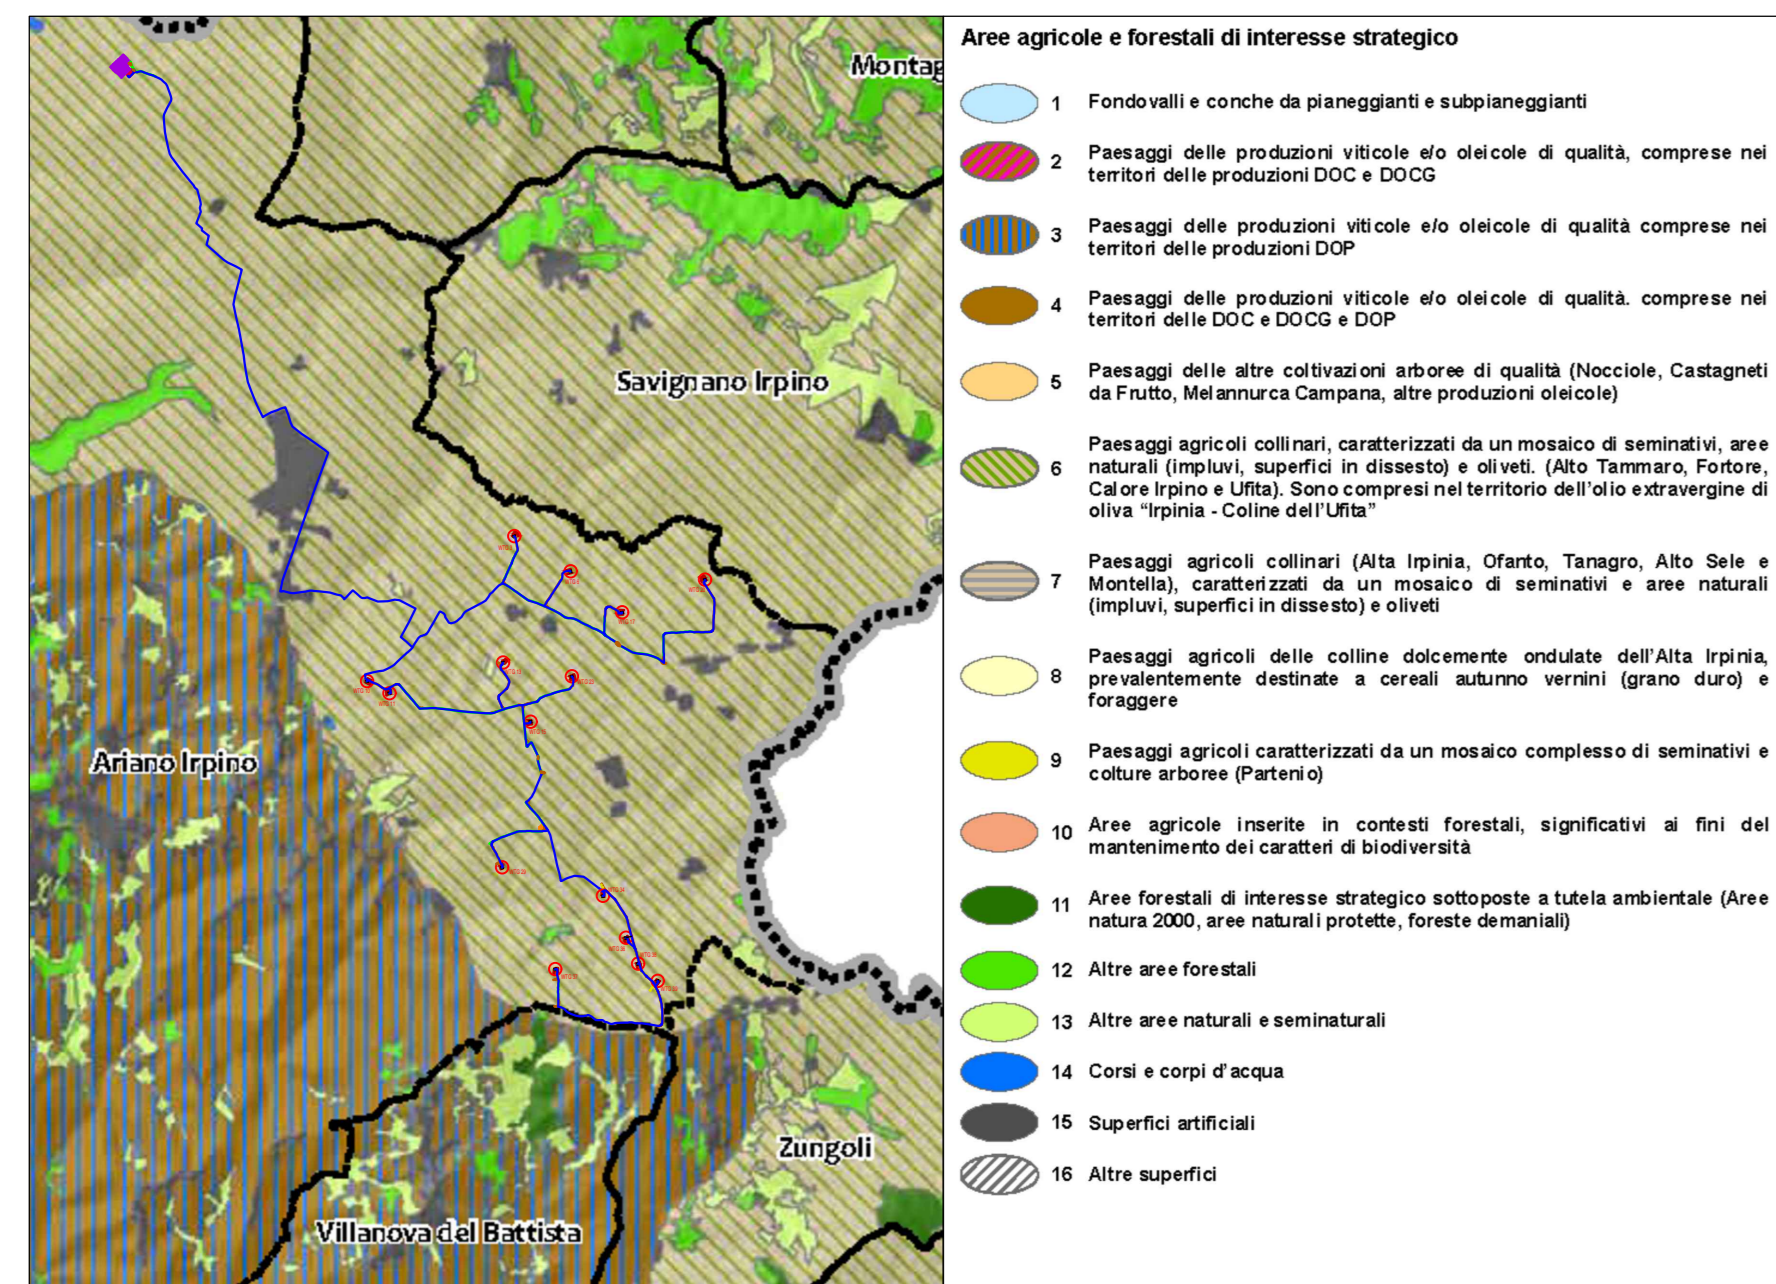 Montag
Savignano Irpino
Ariano Irpino
Zungoli
Villanova del Battista
Aree agricole e forestali di interesse strategico
1 Fondovalli e conche da pianeggianti e subpianeggianti
2 Paesaggi delle produzioni viticole e/o oleicole di qualità, comprese nei
territori delle produzioni DOC e DOCG
3 Paesaggi delle produzioni viticole e/o oleicole di qualità comprese nei
territori delle produzioni DOP
4 Paesaggi delle produzioni viticole e/o oleicole di qualità. comprese nei
territori delle DOC e DOCG e DOP
5 Paesaggi delle altre coltivazioni arboree di qualità (Nocciole, Castagneti
da Frutto, Melannurca Campana, altre produzioni oleicole)
6 Paesaggi agricoli collinari, caratterizzati da un mosaico di seminativi, aree
naturali (impluvi, superfici in dissesto) e oliveti. (Alto Tammaro, Fortore,
Calore Irpino e Ufita). Sono compresi nel territorio dell'olio extravergine di
oliva “Irpinia - Coline dell'Ufita”
7 Paesaggi agricoli collinari (Alta Irpinia, Ofanto, Tanagro, Alto Sele e
Montella), caratterizzati da un mosaico di seminativi e aree naturali
(impluvi, superfici in dissesto) e oliveti
8 Paesaggi agricoli delle colline dolcemente ondulate dell'Alta Irpinia,
prevalentemente destinate a cereali autunno vernini (grano duro) e
foraggere
9 Paesaggi agricoli caratterizzati da un mosaico complesso di seminativi e
colture arboree (Partenio)
10 Aree agricole inserite in contesti forestali, significativi ai fini del
mantenimento dei caratteri di biodiversità
11 Aree forestali di interesse strategico sottoposte a tutela ambientale (Aree
natura 2000, aree naturali protette, foreste demaniali)
12 Altre aree forestali
13 Altre aree naturali e seminaturali
14 Corsi e corpi d'acqua
15 Superfici artificiali
16 Altre superfici